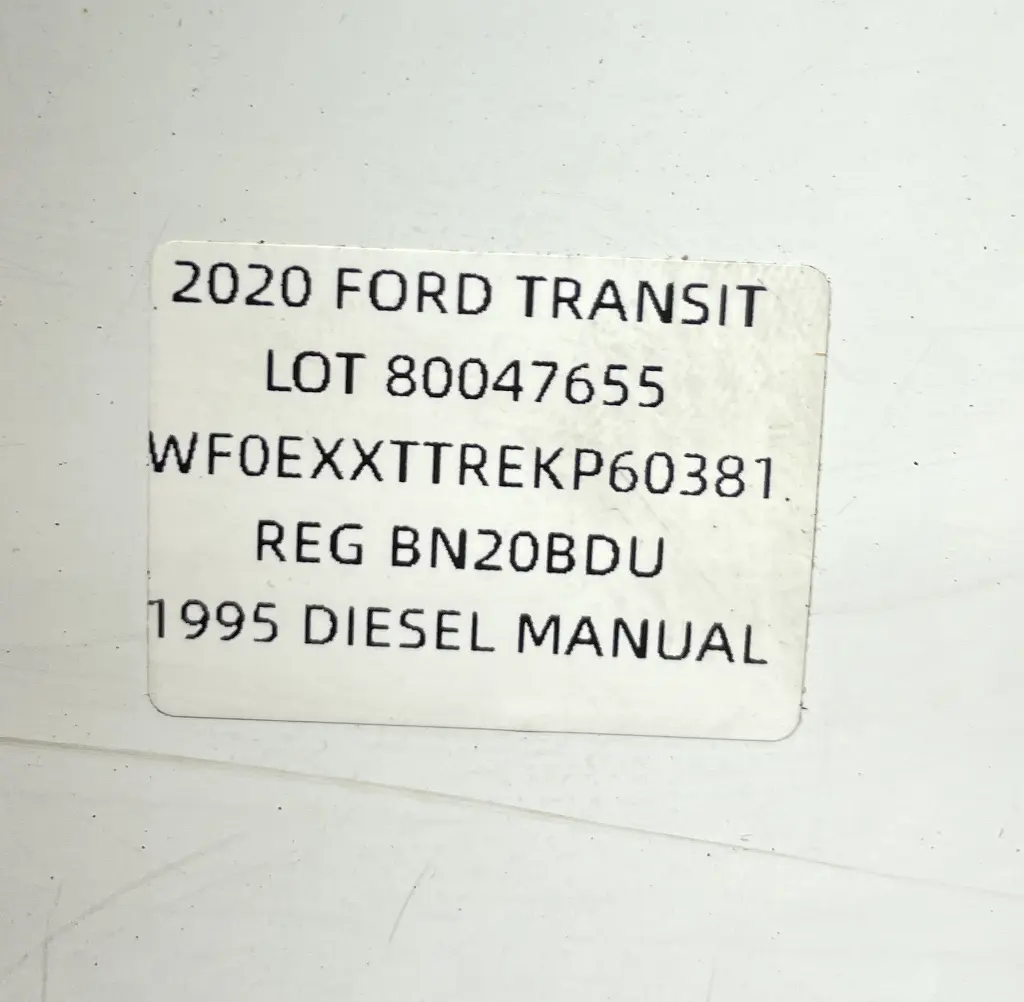 2020 FORD TRANSIT
LOT 80047655
WF0EXXTTREKP60381
REG BN20BDU
1995 DIESEL MANUAL